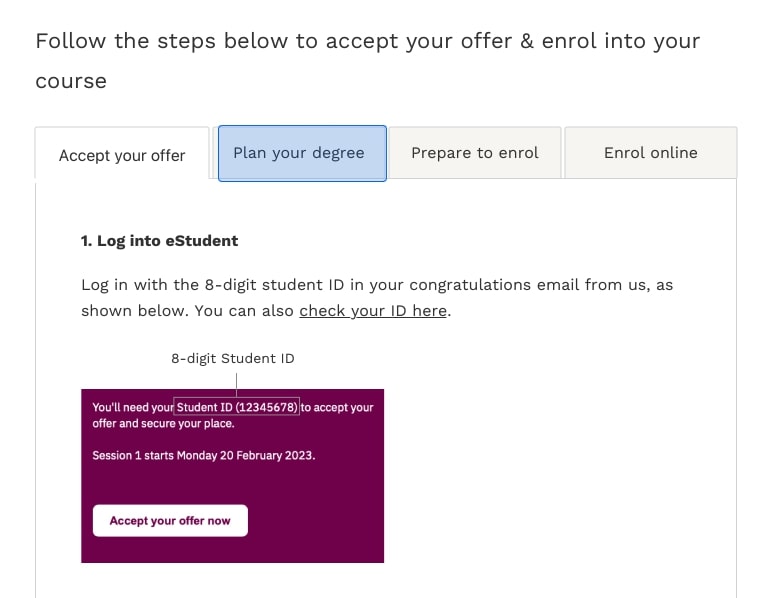 Follow the steps below to accept your offer & enrol into your
course
Accept your offer
Plan your degree
Prepare to enrol
Enrol online
1. Log into eStudent
Log in with the 8-digit student ID in your congratulations email from us, as
shown below. You can also check your ID here.
8-digit Student ID
You'll need your Student ID (12345678) to accept your
offer and secure your place.
Session 1 starts Monday 20 February 2023.
Accept your offer now